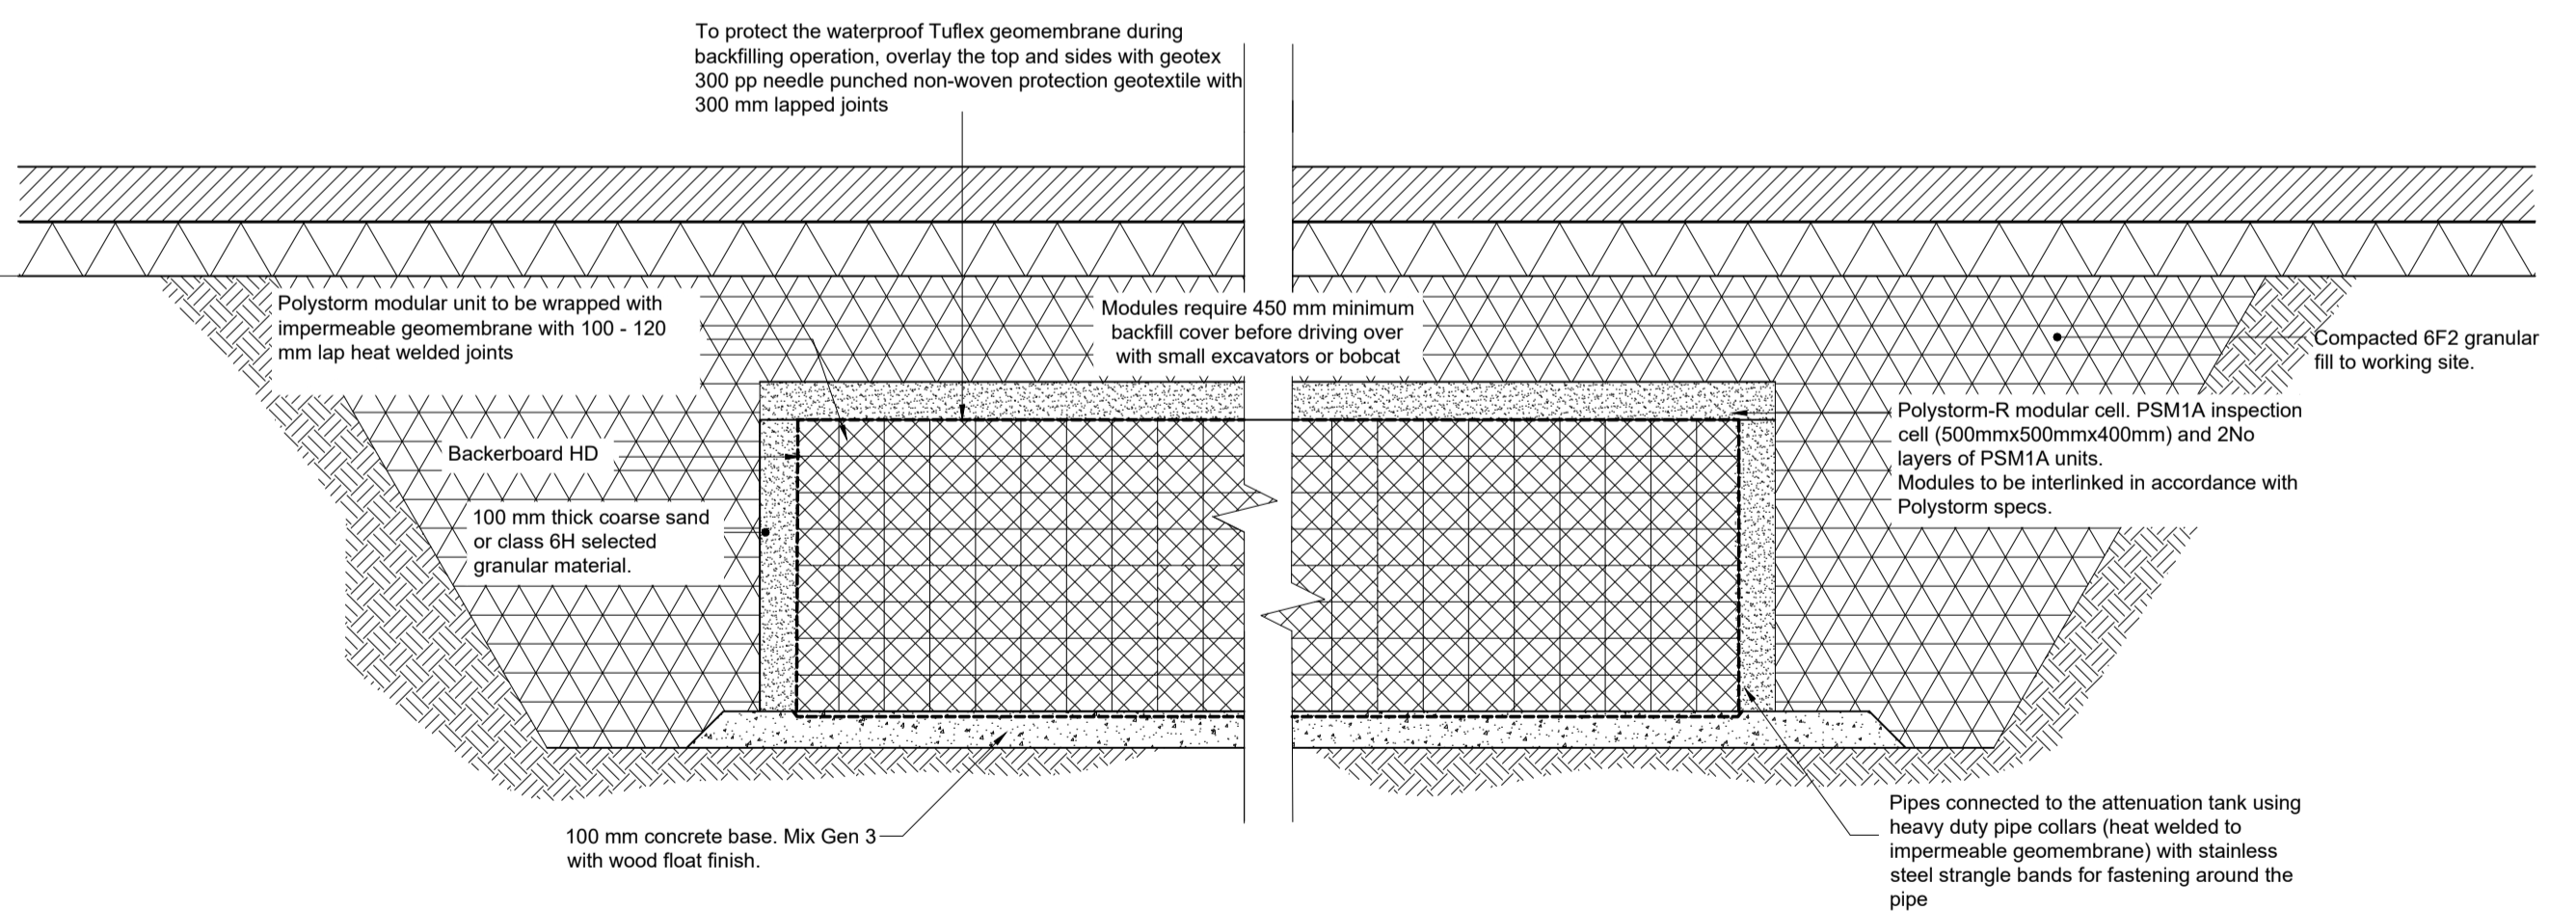 To protect the waterproof Tuflex geomembrane during
backfilling operation, overlay the top and sides with geotex
300 pp needle punched non-woven protection geotextile with
300 mm lapped joints
Polystorm modular unit to be wrapped with
impermeable geomembrane with 100 - 120
mm lap heat welded joints
Modules require 450 mm minimum
backfill cover before driving over
with small excavators or bobcat
Compacted 6F2 granular
fill to working site.
Polystorm-R modular cell. PSM1A inspection
cell (500mmx500mmx400mm) and 2No
layers of PSM1A units.
Modules to be interlinked in accordance with
Polystorm specs.
Backerboard HD
100 mm thick coarse sand
or class 6H selected
granular material.
100 mm concrete base. Mix Gen 3
with wood float finish.
Pipes connected to the attenuation tank using
heavy duty pipe collars (heat welded to
impermeable geomembrane) with stainless
steel strangle bands for fastening around the
pipe